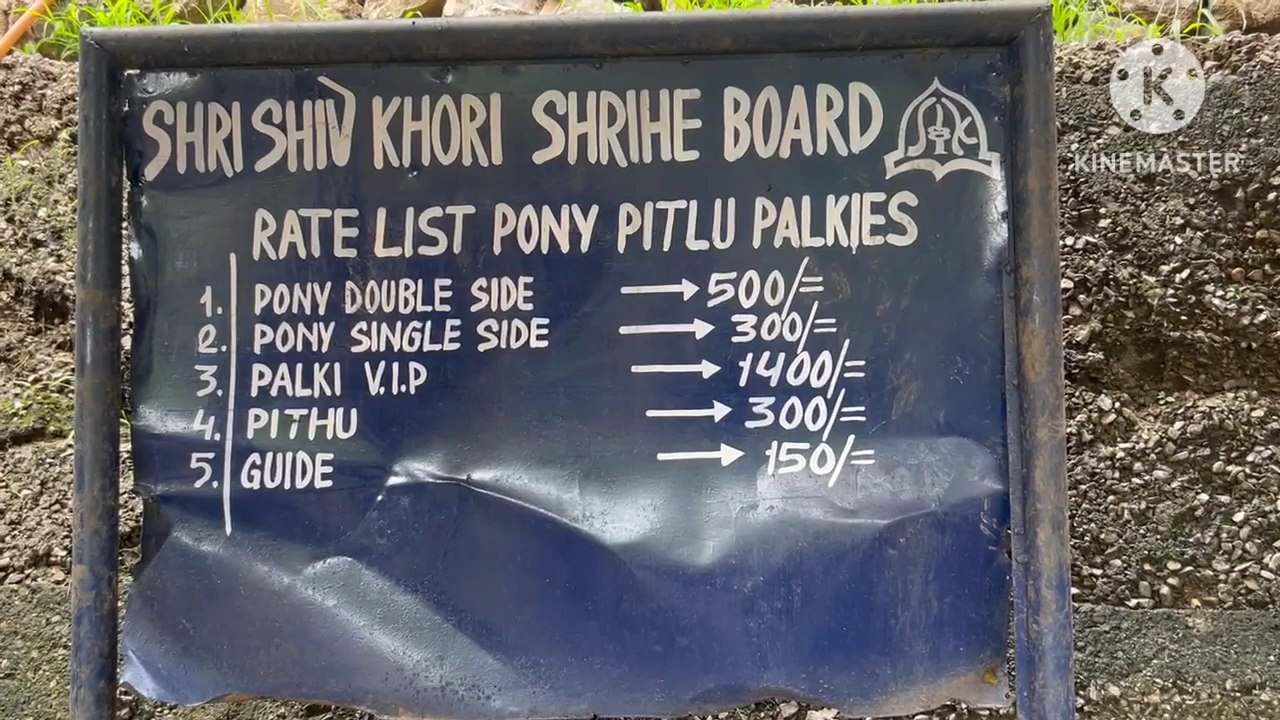 SHRI SHIV KHORI SHRIHE BOARD
RATE LIST PONY PITLU PALKIES
1. PONY DOUBLE SIDE → 500/=
2. PONY SINGLE SIDE → 300/=
3. PALKI V.I.P → 1400/=
4. PITHU → 300/=
5. GUIDE → 150/=
K
KINEMASTER